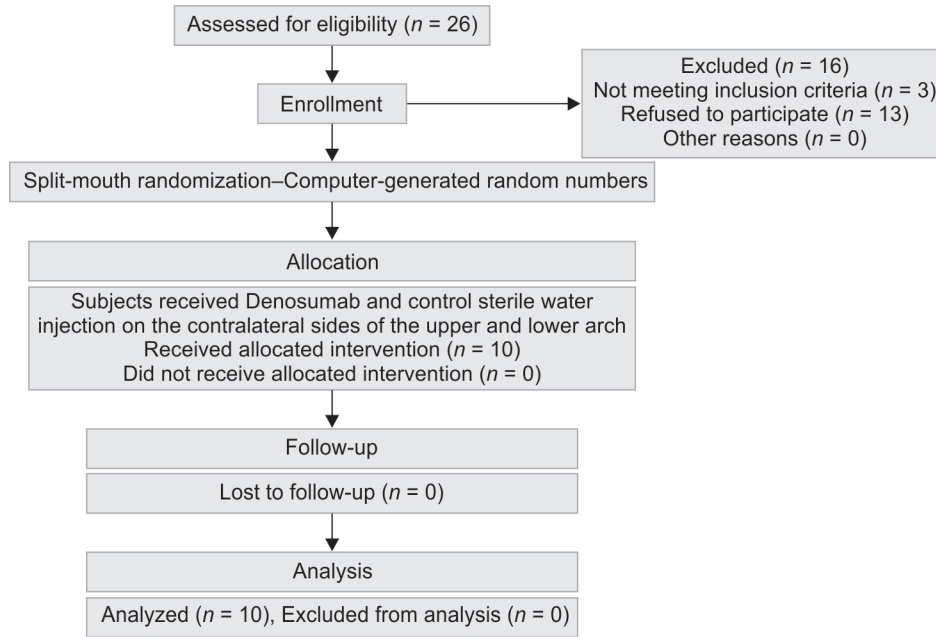 Assessed for eligibility (n = 26)
Enrollment
Excluded (n = 16)
Not meeting inclusion criteria (n = 3)
Refused to participate (n = 13)
Other reasons (n = 0)
Split-mouth randomization–Computer-generated random numbers
Allocation
Subjects received Denosumab and control sterile water
injection on the contralateral sides of the upper and lower arch
Received allocated intervention (n = 10)
Did not receive allocated intervention (n = 0)
Follow-up
Lost to follow-up (n = 0)
Analysis
Analyzed (n = 10), Excluded from analysis (n = 0)